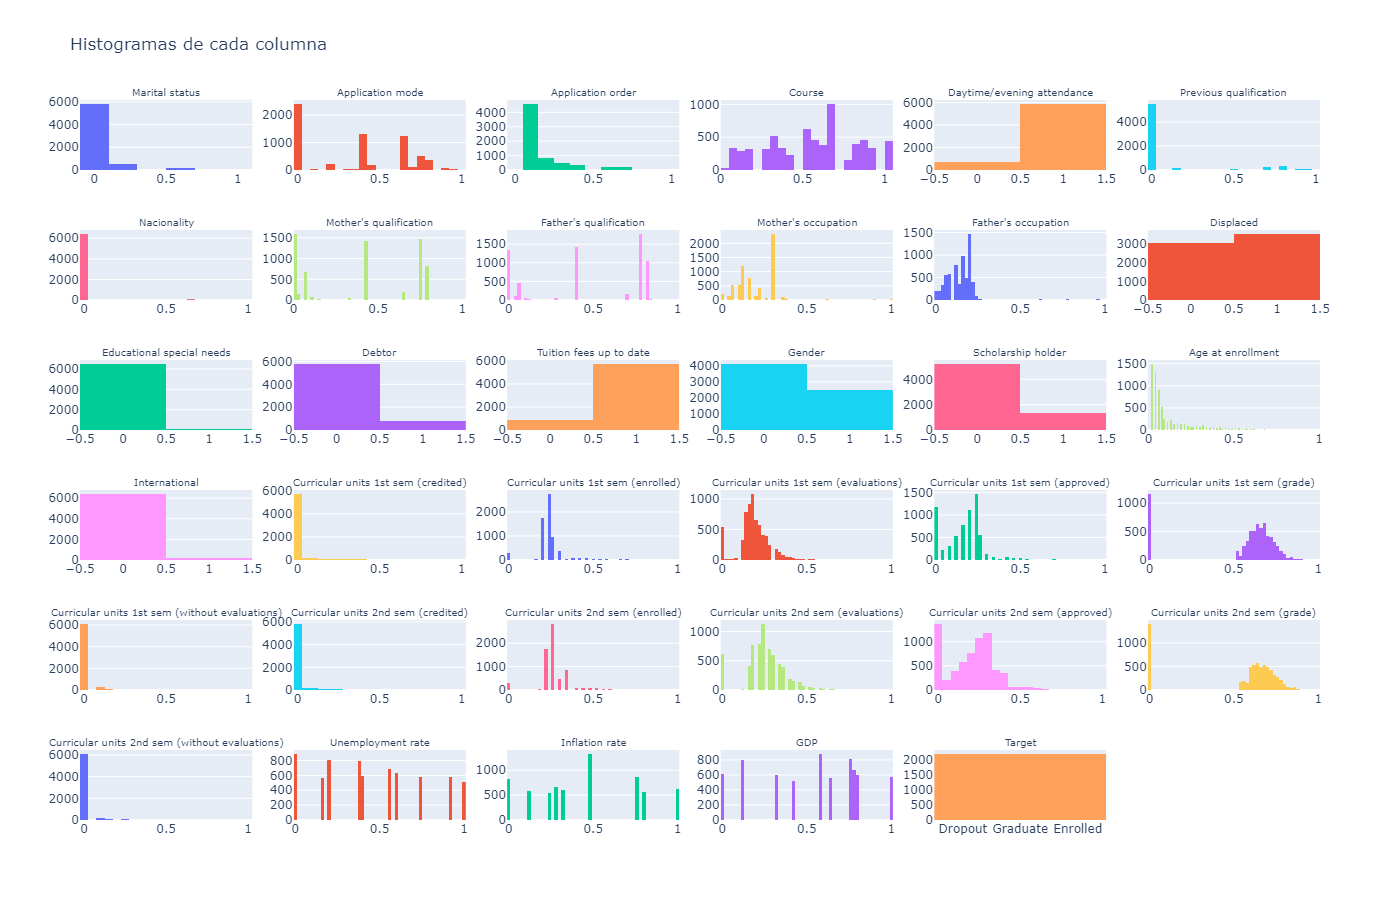 Histogramas de cada columna
Marital status
Application mode
Application order
Course
Daytime/evening attendance
Previous qualification
6000
4000
2000
0
0 0.5 1
2000
1000
0
0 0.5 1
4000
3000
2000
1000
0
0 0.5 1
1000
500
0
0 0.5 1
6000
4000
2000
0
−0.5 0 0.5 1 1.5
4000
2000
0
0 0.5 1
Nacionality
Mother's qualification
Father's qualification
Mother's occupation
Father's occupation
Displaced
6000
4000
2000
0
0 0.5 1
1500
1000
500
0
0 0.5 1
1500
1000
500
0
0 0.5 1
2000
1500
1000
500
0
0 0.5 1
1500
1000
500
0
0 0.5 1
3000
2000
1000
0
−0.5 0 0.5 1 1.5
Educational special needs
Debtor
Tuition fees up to date
Gender
Scholarship holder
Age at enrollment
6000
4000
2000
0
−0.5 0 0.5 1 1.5
6000
4000
2000
0
−0.5 0 0.5 1 1.5
6000
4000
2000
0
−0.5 0 0.5 1 1.5
4000
3000
2000
1000
0
−0.5 0 0.5 1 1.5
4000
2000
0
−0.5 0 0.5 1 1.5
1500
1000
500
0
0 0.5 1
International
Curricular units 1st sem (credited)
Curricular units 1st sem (enrolled)
Curricular units 1st sem (evaluations)
Curricular units 1st sem (approved)
Curricular units 1st sem (grade)
6000
4000
2000
0
−0.5 0 0.5 1 1.5
6000
4000
2000
0
0 0.5 1
2000
1000
0
0 0.5 1
1000
500
0
0 0.5 1
1500
1000
500
0
0 0.5 1
1000
500
0
0 0.5 1
Curricular units 1st sem (without evaluations)
Curricular units 2nd sem (credited)
Curricular units 2nd sem (enrolled)
Curricular units 2nd sem (evaluations)
Curricular units 2nd sem (approved)
Curricular units 2nd sem (grade)
6000
4000
2000
0
0 0.5 1
6000
4000
2000
0
0 0.5 1
2000
1000
0
0 0.5 1
1000
500
0
0 0.5 1
1000
500
0
0 0.5 1
1000
500
0
0 0.5 1
Curricular units 2nd sem (without evaluations)
Unemployment rate
Inflation rate
GDP
Target
6000
4000
2000
0
0 0.5 1
800
600
400
200
0
0 0.5 1
1000
500
0
0 0.5 1
800
600
400
200
0
0 0.5 1
2000
1500
1000
500
0
Dropout Graduate Enrolled